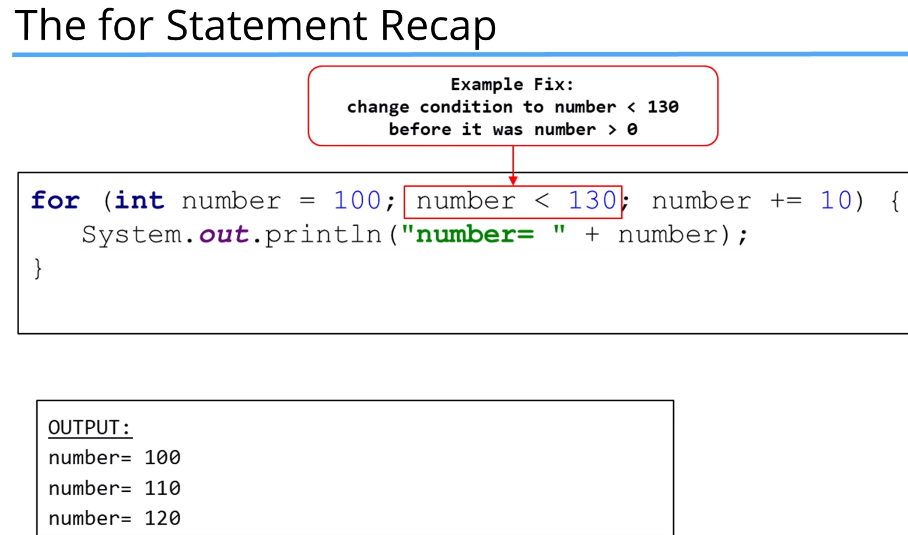 The for Statement Recap
Example Fix:
change condition to number < 130
before it was number > 0
for (int number = 100; number < 130; number += 10) {
System.out.println("number= " + number);
}
OUTPUT:
number= 100
number= 110
number= 120